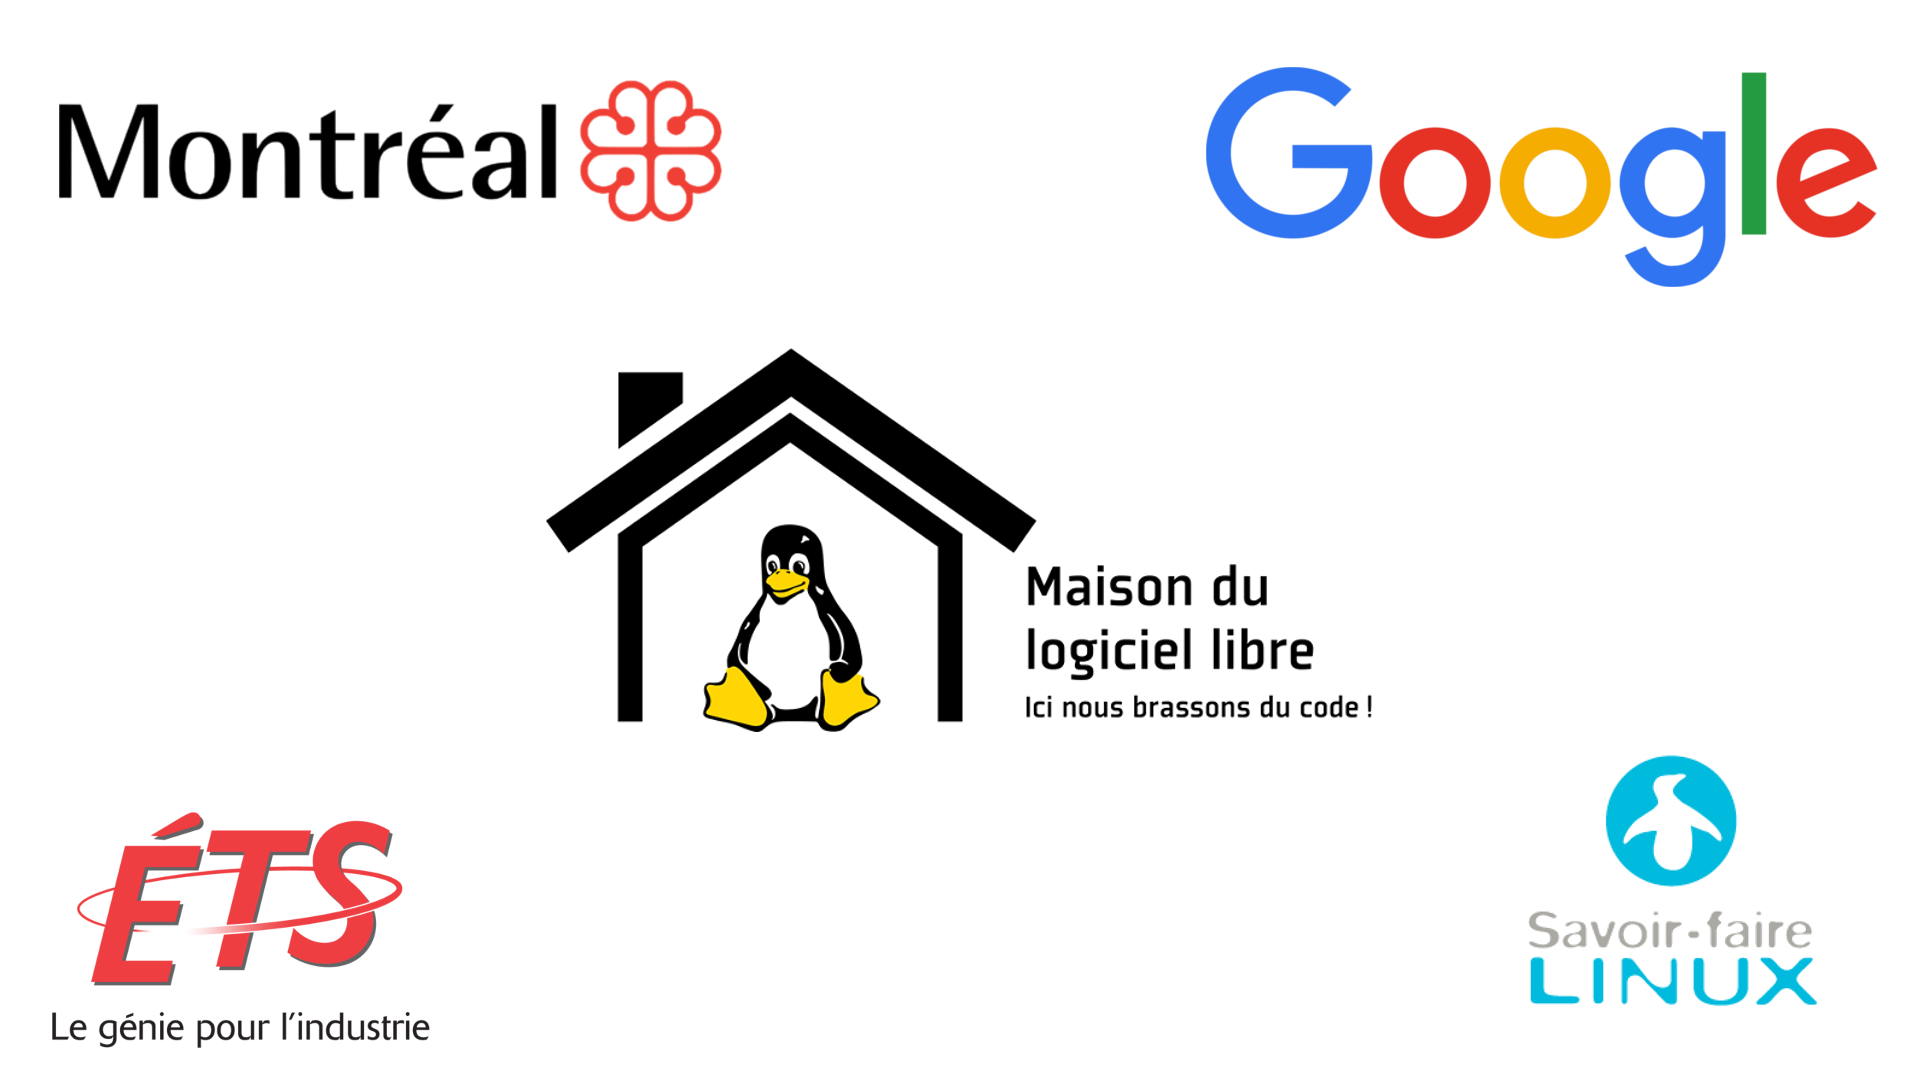 Montréal
Google
Maison du
logiciel libre
Ici nous brassons du code !
ÉTS
Le génie pour l'industrie
Savoir-faire
LINUX